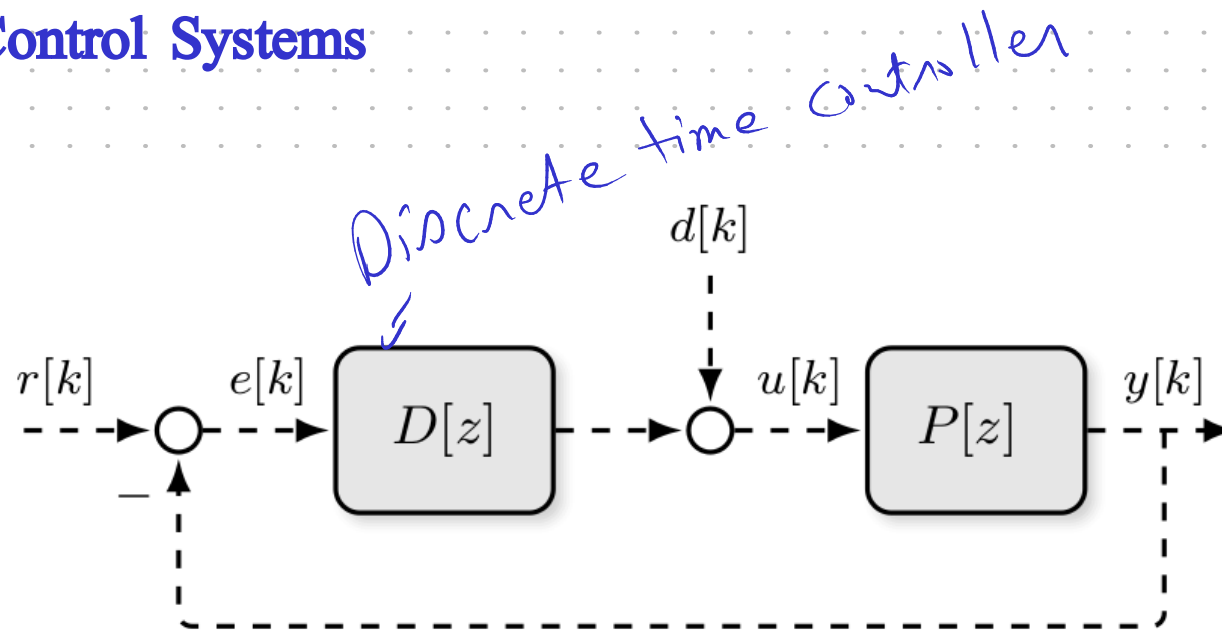 Control Systems
Discrete time controller
d[k]
r[k] e[k] D[z] u[k] P[z] y[k]
−